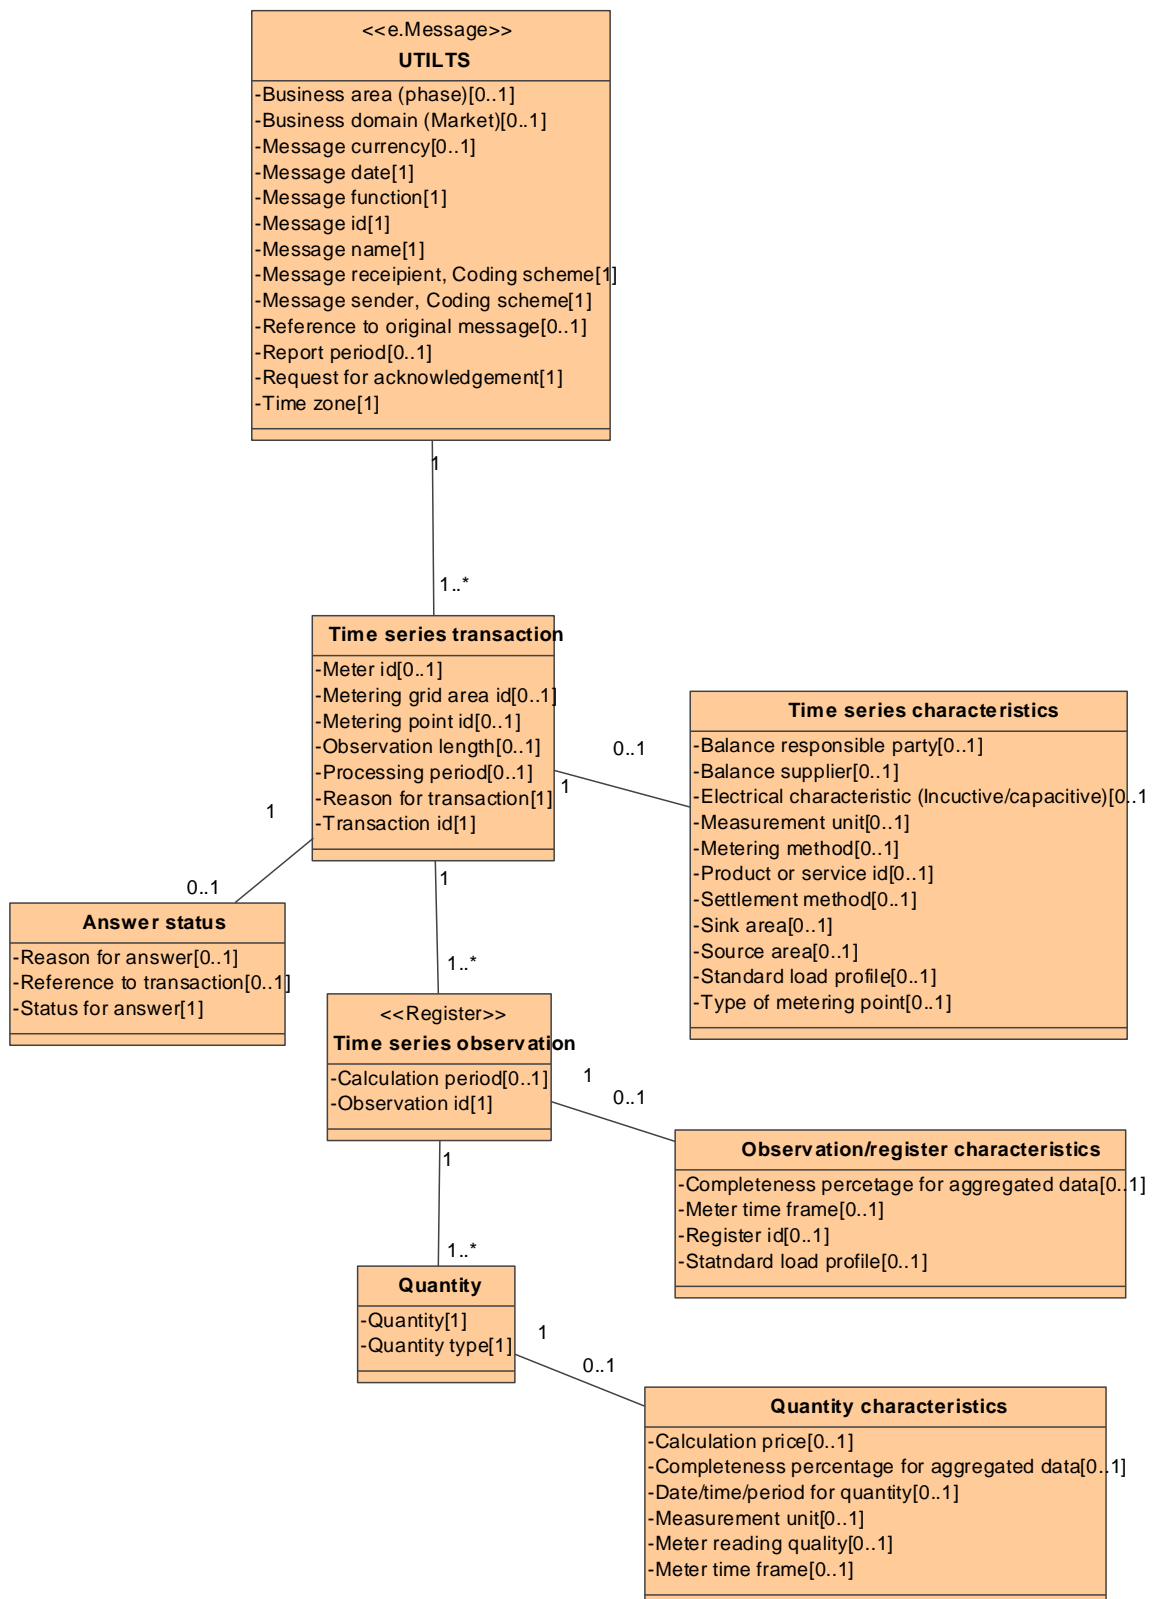 <<e.Message>>
UTILTS
-Business area (phase)[0..1]
-Business domain (Market)[0..1]
-Message currency[0..1]
-Message date[1]
-Message function[1]
-Message id[1]
-Message name[1]
-Message receipient, Coding scheme[1]
-Message sender, Coding scheme[1]
-Reference to original message[0..1]
-Report period[0..1]
-Request for acknowledgement[1]
-Time zone[1]
1
1..*
Time series transaction
-Meter id[0..1]
-Metering grid area id[0..1]
-Metering point id[0..1]
-Observation length[0..1]
-Processing period[0..1]
-Reason for transaction[1]
-Transaction id[1]
0..1
1
Time series characteristics
-Balance responsible party[0..1]
-Balance supplier[0..1]
-Electrical characteristic (Incuctive/capacitive)[0..1
-Measurement unit[0..1]
-Metering method[0..1]
-Product or service id[0..1]
-Settlement method[0..1]
-Sink area[0..1]
-Source area[0..1]
-Standard load profile[0..1]
-Type of metering point[0..1]
1
0..1
Answer status
-Reason for answer[0..1]
-Reference to transaction[0..1]
-Status for answer[1]
1
1..*
<<Register>>
Time series observation
-Calculation period[0..1]
-Observation id[1]
1
0..1
Observation/register characteristics
-Completeness percetage for aggregated data[0..1]
-Meter time frame[0..1]
-Register id[0..1]
-Statndard load profile[0..1]
1
1..*
Quantity
-Quantity[1]
-Quantity type[1]
1
0..1
Quantity characteristics
-Calculation price[0..1]
-Completeness percentage for aggregated data[0..1]
-Date/time/period for quantity[0..1]
-Measurement unit[0..1]
-Meter reading quality[0..1]
-Meter time frame[0..1]